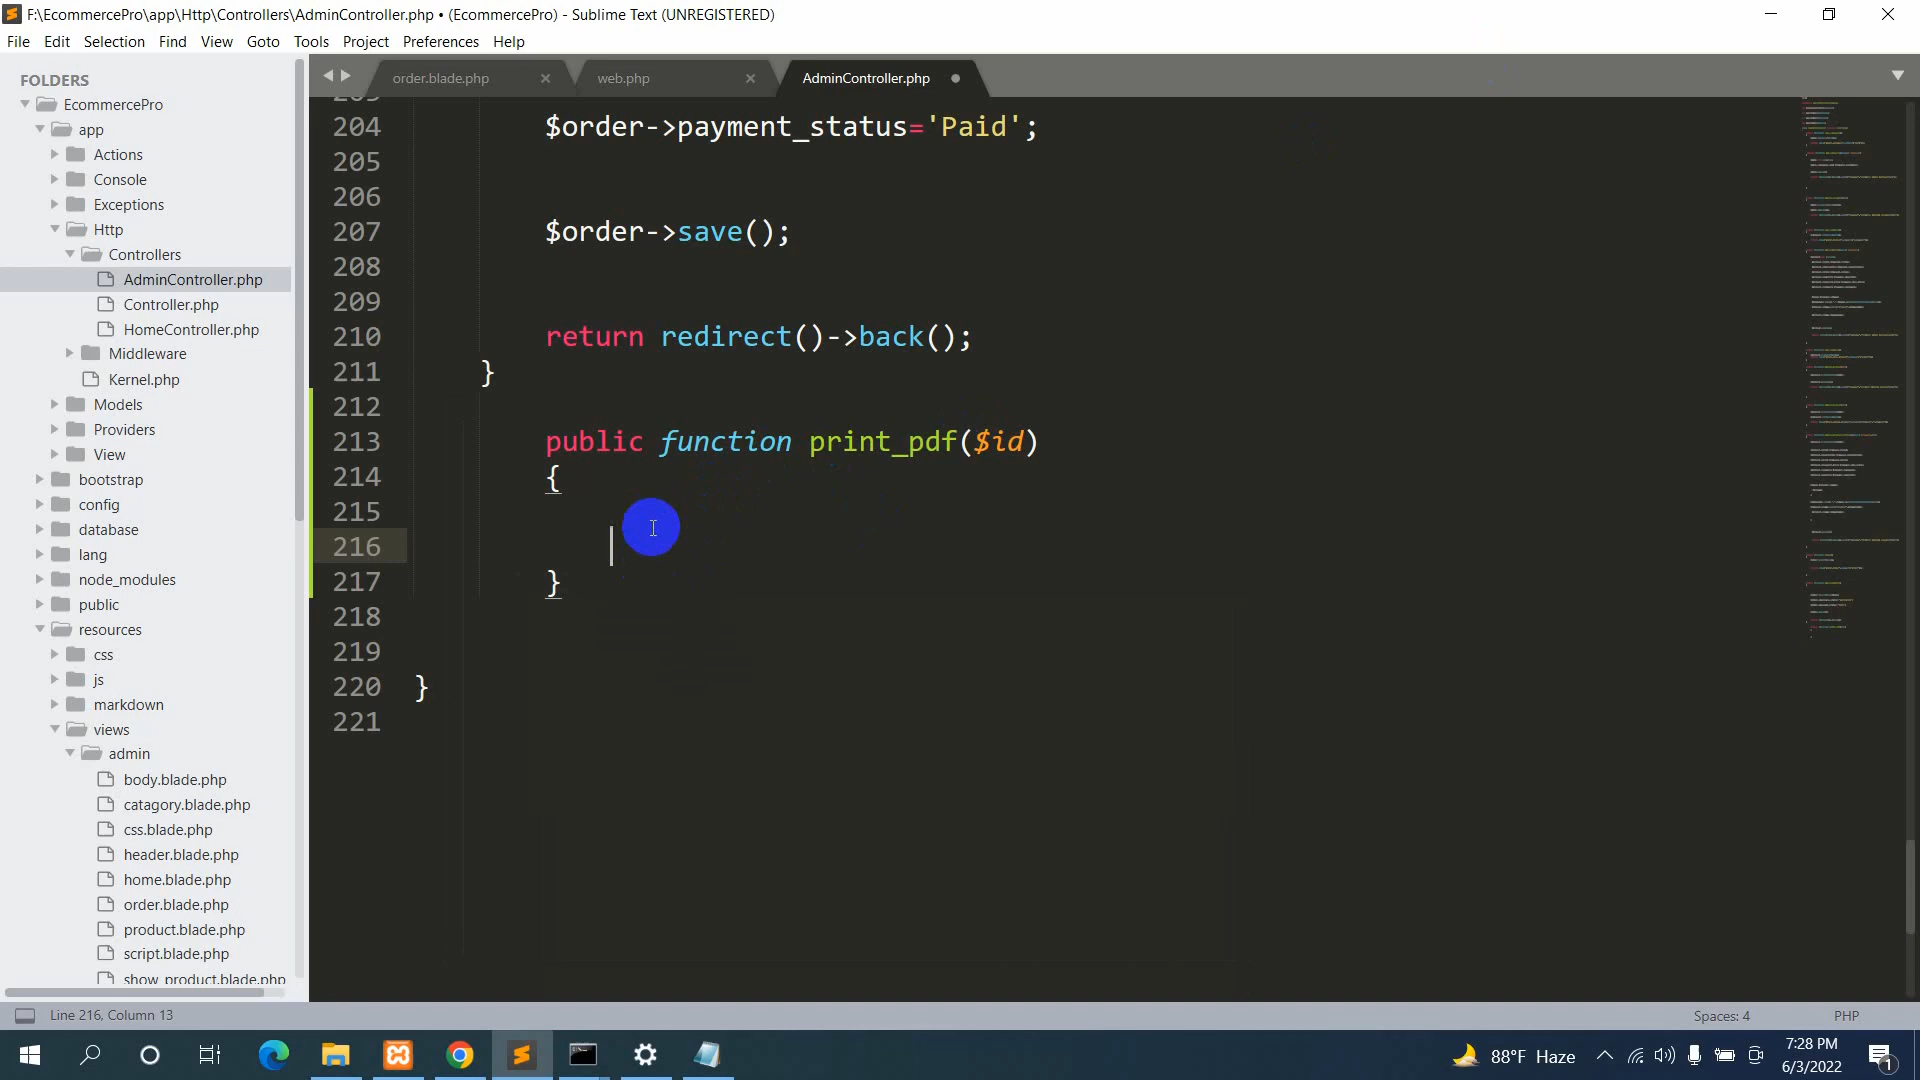 F:\EcommercePro\app\Http\Controllers\AdminController.php • (EcommercePro) - Sublime Text (UNREGISTERED)
File Edit Selection Find View Goto Tools Project Preferences Help
FOLDERS
EcommercePro
app
Actions
Console
Exceptions
Http
Controllers
AdminController.php
Controller.php
HomeController.php
Middleware
Kernel.php
Models
Providers
View
bootstrap
config
database
lang
node_modules
public
resources
css
js
markdown
views
admin
body.blade.php
catagory.blade.php
css.blade.php
header.blade.php
home.blade.php
order.blade.php
product.blade.php
script.blade.php
show_product.blade.php
order.blade.php × web.php × AdminController.php •
204 $order->payment_status='Paid';
205
206
207 $order->save();
208
209
210 return redirect()->back();
211 }
212
213 public function print_pdf($id)
214 {
215
216
217 }
218
219
220 }
221
Line 216, Column 13 Spaces: 4 PHP
88°F Haze 7:28 PM
6/3/2022
1